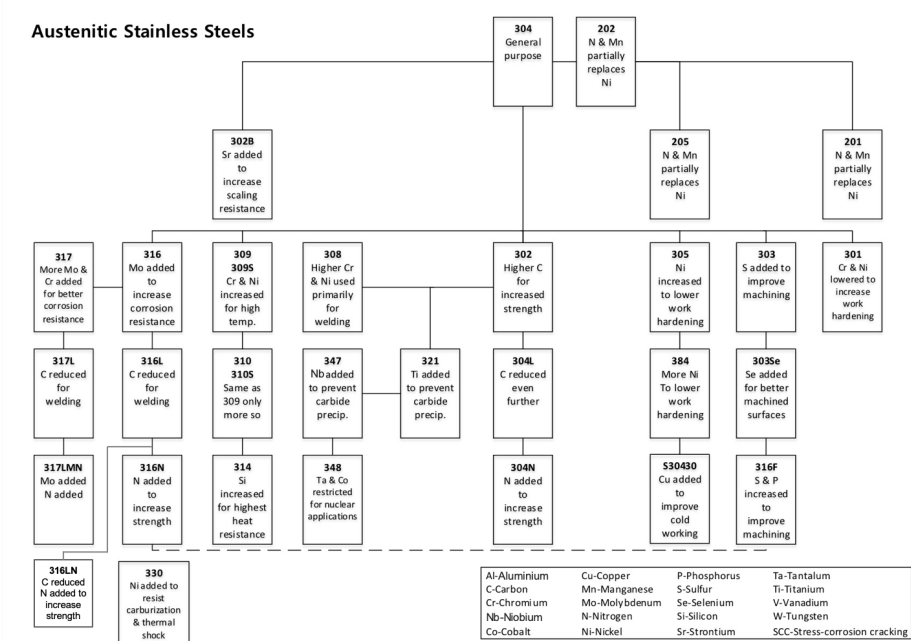 Austenitic Stainless Steels
304
General
purpose
202
N & Mn
partially
replaces
Ni
302B
Sr added
to
increase
scaling
resistance
205
N & Mn
partially
replaces
Ni
201
N & Mn
partially
replaces
Ni
317
More Mo &
Cr added
for better
corrosion
resistance
316
Mo added
to
increase
corrosion
resistance
309
309S
Cr & Ni
increased
for high
temp.
308
Higher Cr
& Ni used
primarily
for
welding
302
Higher C
for
increased
strength
305
Ni
increased
to lower
work
hardening
303
S added to
improve
machining
301
Cr & Ni
lowered to
increase
work
hardening
317L
C reduced
for
welding
316L
C reduced
for
welding
310
310S
Same as
309 only
more so
347
Nb added
to prevent
carbide
precip.
321
Ti added
to prevent
carbide
precip.
304L
C reduced
even
further
384
More Ni
To lower
work
hardening
303Se
Se added
for better
machined
surfaces
317LMN
Mo added
N added
316N
N added
to
increase
strength
314
Si
increased
for highest
heat
resistance
348
Ta & Co
restricted
for nuclear
applications
304N
N added
to
increase
strength
S30430
Cu added
to
improve
cold
working
316F
S & P
increased
to
improve
machining
316LN
C reduced
N added to
increase
strength
330
Ni added to
resist
carburization
& thermal
shock
Al-Aluminium
C-Carbon
Cr-Chromium
Nb-Niobium
Co-Cobalt
Cu-Copper
Mn-Manganese
Mo-Molybdenum
N-Nitrogen
Ni-Nickel
P-Phosphorus
S-Sulfur
Se-Selenium
Si-Silicon
Sr-Strontium
Ta-Tantalum
Ti-Titanium
V-Vanadium
W-Tungsten
SCC-Stress-corrosion cracking